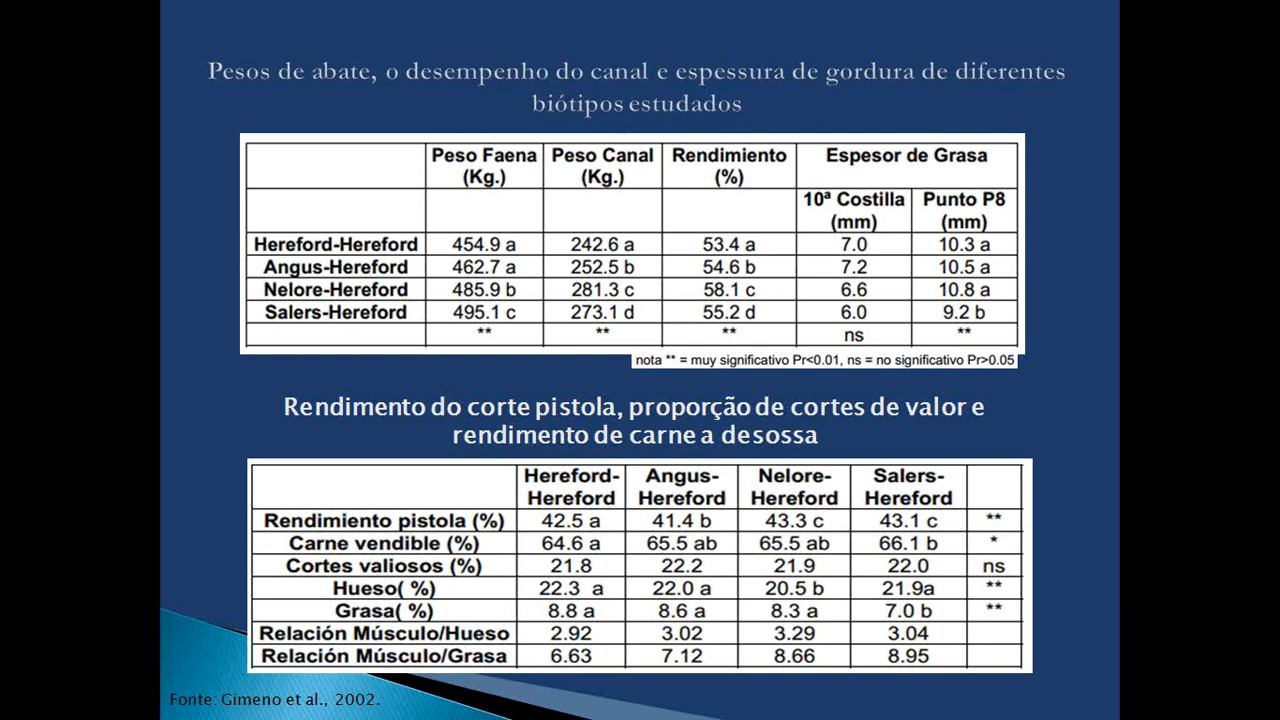 Pesos de abate, o desempenho do canal e espessura de gordura de diferentes
biótipos estudados
Peso Faena (Kg.) Peso Canal (Kg.) Rendimiento (%) Espesor de Grasa
10ª Costilla (mm) Punto P8 (mm)
Hereford-Hereford 454.9 a 242.6 a 53.4 a 7.0 10.3 a
Angus-Hereford 462.7 a 252.5 b 54.6 b 7.2 10.5 a
Nelore-Hereford 485.9 b 281.3 c 58.1 c 6.6 10.8 a
Salers-Hereford 495.1 c 273.1 d 55.2 d 6.0 9.2 b
** ** ** ns **
nota ** = muy significativo Pr<0.01, ns = no significativo Pr>0.05
Rendimento do corte pistola, proporção de cortes de valor e
rendimento de carne a desossa
Hereford-Hereford Angus-Hereford Nelore-Hereford Salers-Hereford
Rendimiento pistola (%) 42.5 a 41.4 b 43.3 c 43.1 c **
Carne vendible (%) 64.6 a 65.5 ab 65.5 ab 66.1 b *
Cortes valiosos (%) 21.8 22.2 21.9 22.0 ns
Hueso( %) 22.3 a 22.0 a 20.5 b 21.9a **
Grasa( %) 8.8 a 8.6 a 8.3 a 7.0 b **
Relación Músculo/Hueso 2.92 3.02 3.29 3.04
Relación Músculo/Grasa 6.63 7.12 8.66 8.95
Fonte: Gimeno et al., 2002.